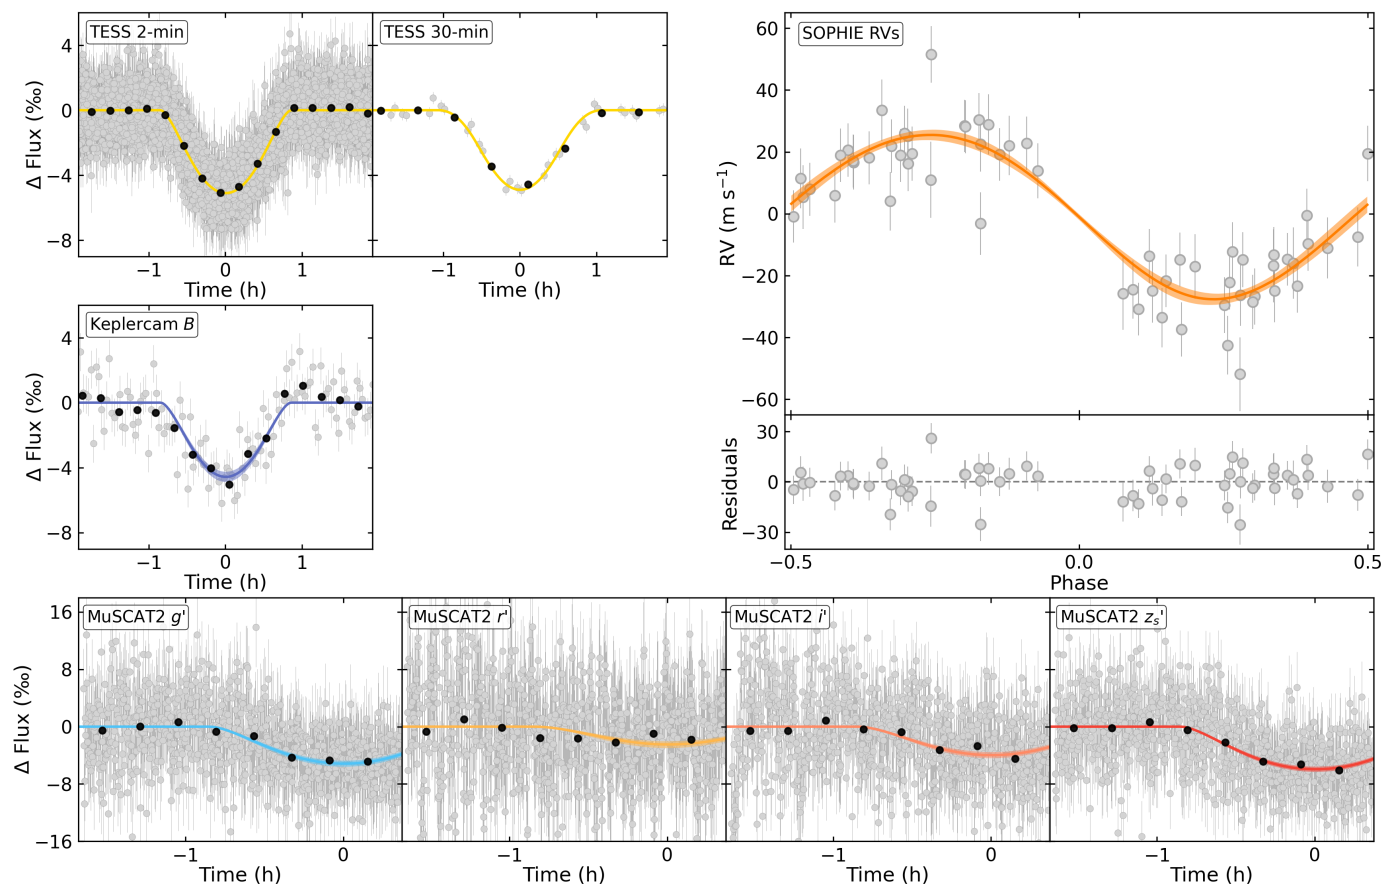 TESS 2-min
TESS 30-min
4
0
−4
−8
Δ Flux (‰)
−1 0 1
−1 0 1
Time (h)
Time (h)
SOPHIE RVs
60
40
20
0
−20
−40
−60
RV (m s⁻¹)
30
0
−30
Residuals
−0.5 0.0 0.5
Phase
Keplercam B
4
0
−4
−8
Δ Flux (‰)
−1 0 1
Time (h)
MuSCAT2 g'
MuSCAT2 r'
MuSCAT2 i'
MuSCAT2 zₛ'
16
8
0
−8
−16
Δ Flux (‰)
−1 0
−1 0
−1 0
−1 0
Time (h)
Time (h)
Time (h)
Time (h)